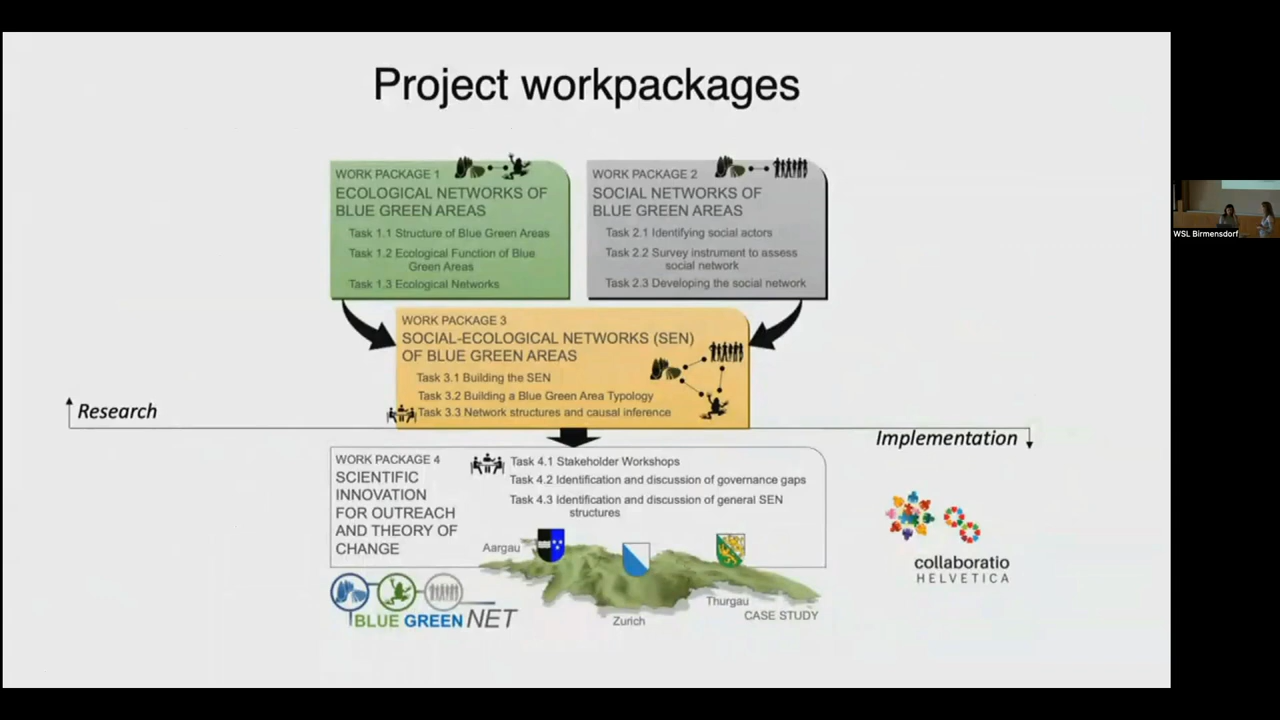 Project workpackages
WORK PACKAGE 1
ECOLOGICAL NETWORKS OF
BLUE GREEN AREAS
Task 1.1 Structure of Blue Green Areas
Task 1.2 Ecological Function of Blue
Green Areas
Task 1.3 Ecological Networks
WORK PACKAGE 2
SOCIAL NETWORKS OF
BLUE GREEN AREAS
Task 2.1 Identifying social actors
Task 2.2 Survey instrument to assess
social network
Task 2.3 Developing the social network
WSL Birmensdorf
WORK PACKAGE 3
SOCIAL-ECOLOGICAL NETWORKS (SEN)
OF BLUE GREEN AREAS
Task 3.1 Building the SEN
Task 3.2 Building a Blue Green Area Typology
Task 3.3 Network structures and causal inference
Research
Implementation
WORK PACKAGE 4
SCIENTIFIC
INNOVATION
FOR OUTREACH
AND THEORY OF
CHANGE
Task 4.1 Stakeholder Workshops
Task 4.2 Identification and discussion of governance gaps
Task 4.3 Identification and discussion of general SEN
structures
Aargau
Zurich
Thurgau
CASE STUDY
BLUE GREEN NET
collaboratio
HELVETICA